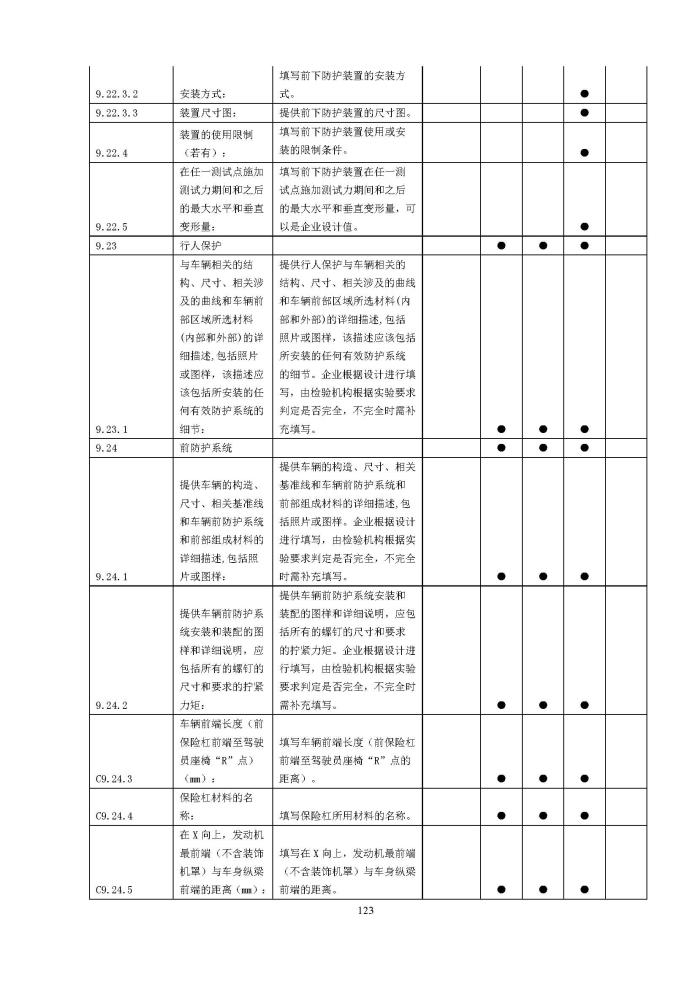 填写前下防护装置的安装方
9.22.3.2 安装方式： 式。 ●
9.22.3.3 装置尺寸图： 提供前下防护装置的尺寸图。 ●
装置的使用限制 填写前下防护装置使用或安
9.22.4 （若有）： 装的限制条件。 ●
在任一测试点施加 填写前下防护装置在任一测
测试力期间和之后 试点施加测试力期间和之后
的最大水平和垂直 的最大水平和垂直变形量，可
9.22.5 变形量： 以是企业设计值。 ●
9.23 行人保护 ● ● ●
与车辆相关的结 提供行人保护与车辆相关的
构、尺寸、相关涉 结构、尺寸、相关涉及的曲线
及的曲线和车辆前 和车辆前部区域所选材料(内
部区域所选材料 部和外部)的详细描述,包括
(内部和外部)的详 照片或图样，该描述应该包括
细描述,包括照片 所安装的任何有效防护系统
或图样，该描述应 的细节。企业根据设计进行填
该包括所安装的任 写，由检验机构根据实验要求
何有效防护系统的 判定是否完全，不完全时需补
9.23.1 细节： 充填写。 ● ● ●
9.24 前防护系统 ● ● ●
提供车辆的构造、尺寸、相关
提供车辆的构造、 基准线和车辆前防护系统和
尺寸、相关基准线 前部组成材料的详细描述,包
和车辆前防护系统 括照片或图样。企业根据设计
和前部组成材料的 进行填写，由检验机构根据实
详细描述,包括照 验要求判定是否完全，不完全
9.24.1 片或图样： 时需补充填写。 ● ● ●
提供车辆前防护系统安装和
提供车辆前防护系 装配的图样和详细说明，应包
统安装和装配的图 括所有的螺钉的尺寸和要求
样和详细说明，应 的拧紧力矩。企业根据设计进
包括所有的螺钉的 行填写，由检验机构根据实验
尺寸和要求的拧紧 要求判定是否完全，不完全时
9.24.2 力矩： 需补充填写。 ● ● ●
车辆前端长度（前
保险杠前端至驾驶 填写车辆前端长度（前保险杠
员座椅“R”点） 前端至驾驶员座椅“R”点的
C9.24.3 （mm）： 距离）。 ● ● ●
保险杠材料的名
C9.24.4 称： 填写保险杠所用材料的名称。 ● ● ●
在 X 向上，发动机
最前端（不含装饰 填写在 X 向上，发动机最前端
机罩）与车身纵梁 （不含装饰机罩）与车身纵梁
C9.24.5 前端的距离（mm）： 前端的距离。 ● ● ●
123